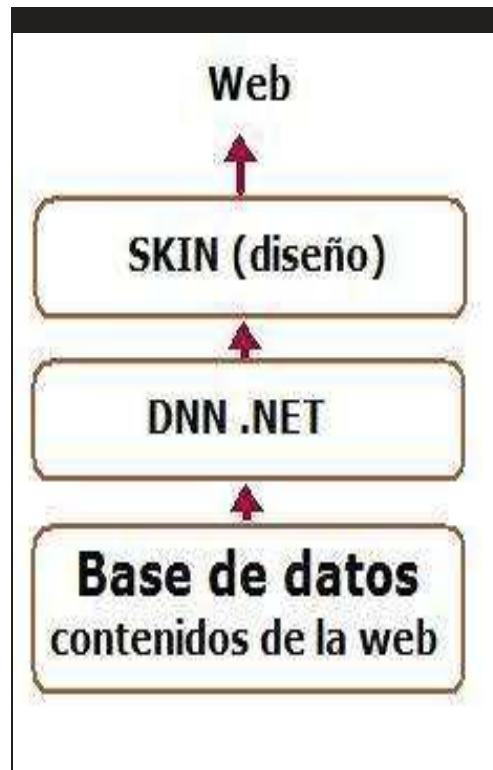 Web
SKIN (diseño)
DNN .NET
Base de datos
contenidos de la web